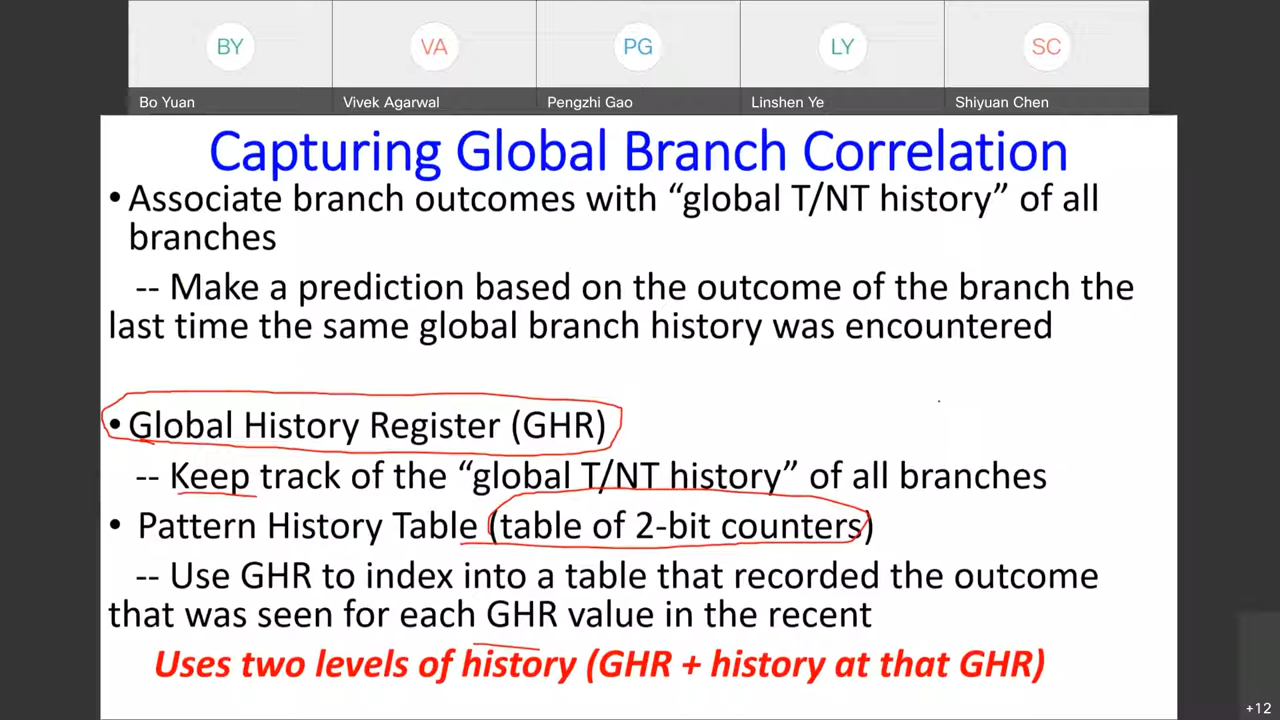 BY
VA
PG
LY
SC
Bo Yuan
Vivek Agarwal
Pengzhi Gao
Linshen Ye
Shiyuan Chen
Capturing Global Branch Correlation
• Associate branch outcomes with “global T/NT history” of all
branches
-- Make a prediction based on the outcome of the branch the
last time the same global branch history was encountered
• Global History Register (GHR)
-- Keep track of the “global T/NT history” of all branches
• Pattern History Table (table of 2-bit counters)
-- Use GHR to index into a table that recorded the outcome
that was seen for each GHR value in the recent
Uses two levels of history (GHR + history at that GHR)
+12